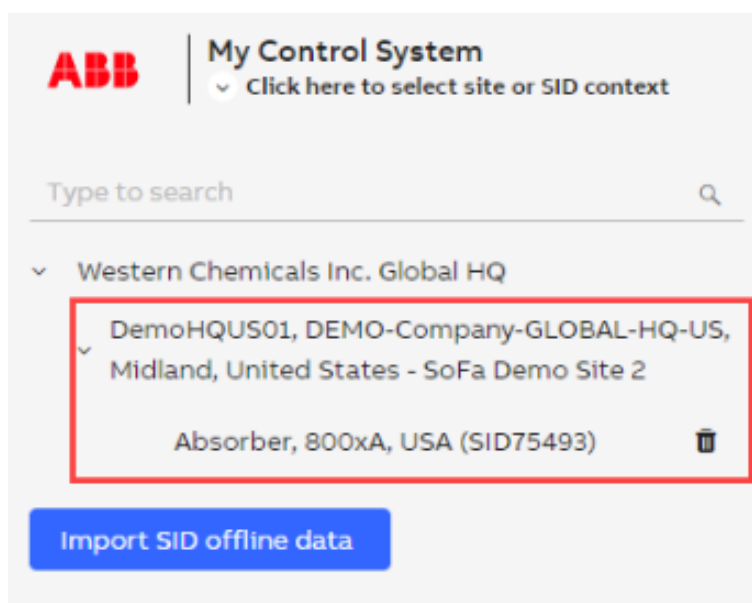 ABB
My Control System
Click here to select site or SID context
Type to search
Western Chemicals Inc. Global HQ
DemoHQUS01, DEMO-Company-GLOBAL-HQ-US,
Midland, United States - SoFa Demo Site 2
Absorber, 800xA, USA (SID75493)
Import SID offline data